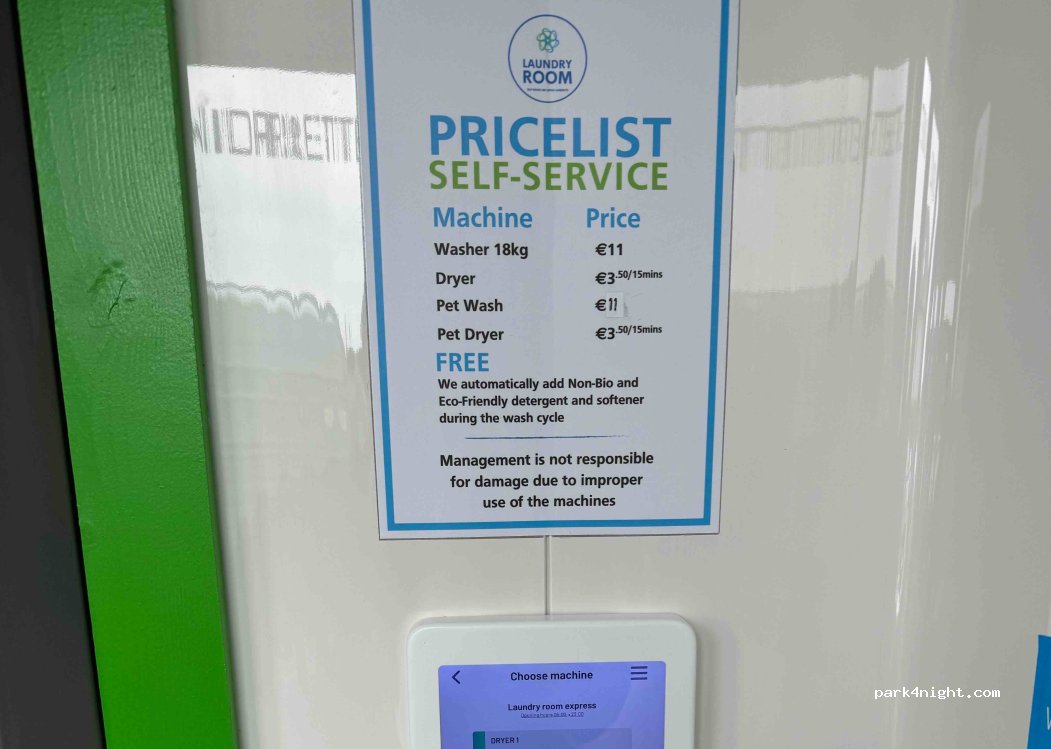 LAUNDRY
ROOM
PRICELIST
SELF-SERVICE
Machine Price
Washer 18kg €11
Dryer €3.50/15mins
Pet Wash €11
Pet Dryer €3.50/15mins
FREE
We automatically add Non-Bio and
Eco-Friendly detergent and softener
during the wash cycle
Management is not responsible
for damage due to improper
use of the machines
Choose machine
Laundry room express
DRYER 1
park4night.com